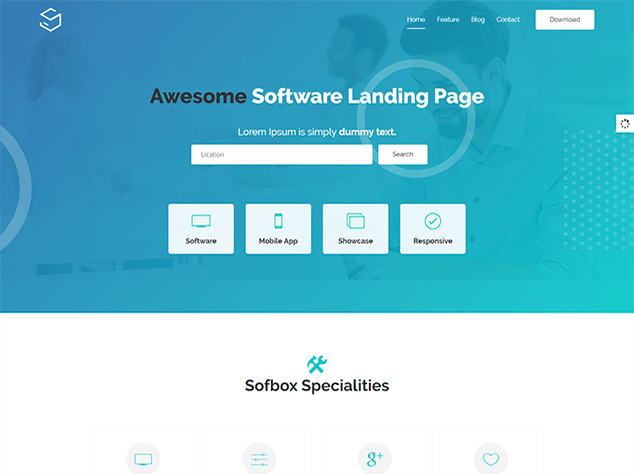 Home Feature Blog Contact Download
Awesome Software Landing Page
Lorem Ipsum is simply dummy text.
Search
Software Mobile App Showcase Responsive
Sofbox Specialities
g+